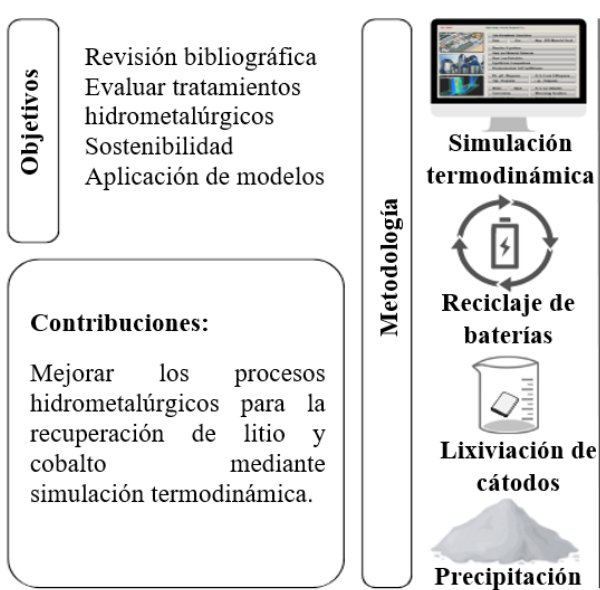 Objetivos
Revisión bibliográfica
Evaluar tratamientos
hidrometalúrgicos
Sostenibilidad
Aplicación de modelos
Contribuciones:
Mejorar los procesos
hidrometalúrgicos para la
recuperación de litio y
cobalto mediante
simulación termodinámica.
Metodología
Simulación
termodinámica
Reciclaje de
baterías
Lixiviación de
cátodos
Precipitación